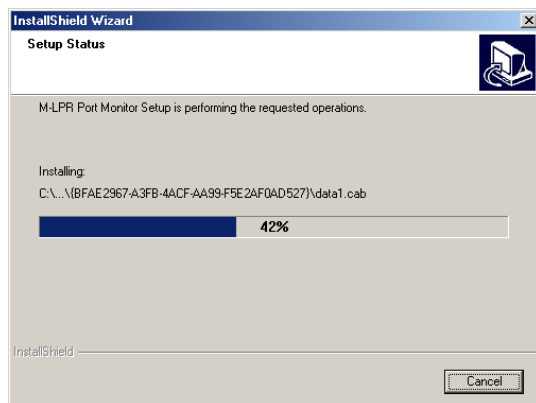 InstallShield Wizard
Setup Status
M-LPR Port Monitor Setup is performing the requested operations.
Installing:
C:\...\{BFAE2967-A3FB-4ACF-AA99-F5E2AF0AD527}\data1.cab
42%
InstallShield
Cancel